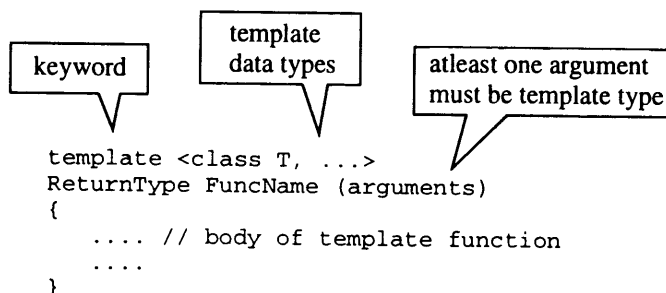 keyword
template
data types
atleast one argument
must be template type
template <class T, ...>
ReturnType FuncName (arguments)
{
.... // body of template function
....
}